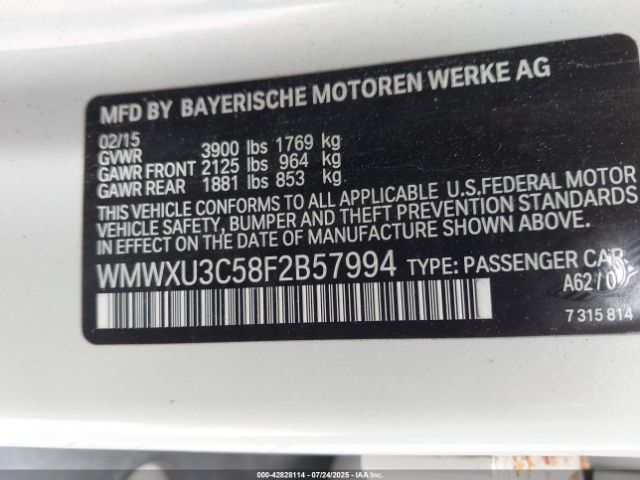 MFD BY BAYERISCHE MOTOREN WERKE AG
02/15
GVWR 3900 lbs 1769 kg
GAWR FRONT 2125 lbs 964 kg
GAWR REAR 1881 lbs 853 kg
THIS VEHICLE CONFORMS TO ALL APPLICABLE U.S.FEDERAL MOTOR
VEHICLE SAFETY, BUMPER AND THEFT PREVENTION STANDARDS
IN EFFECT ON THE DATE OF MANUFACTURE SHOWN ABOVE.
WMWXU3C58F2B57994 TYPE: PASSENGER CAR
7 315 814
000-42828114 - 07/24/2025 - IAA Inc.